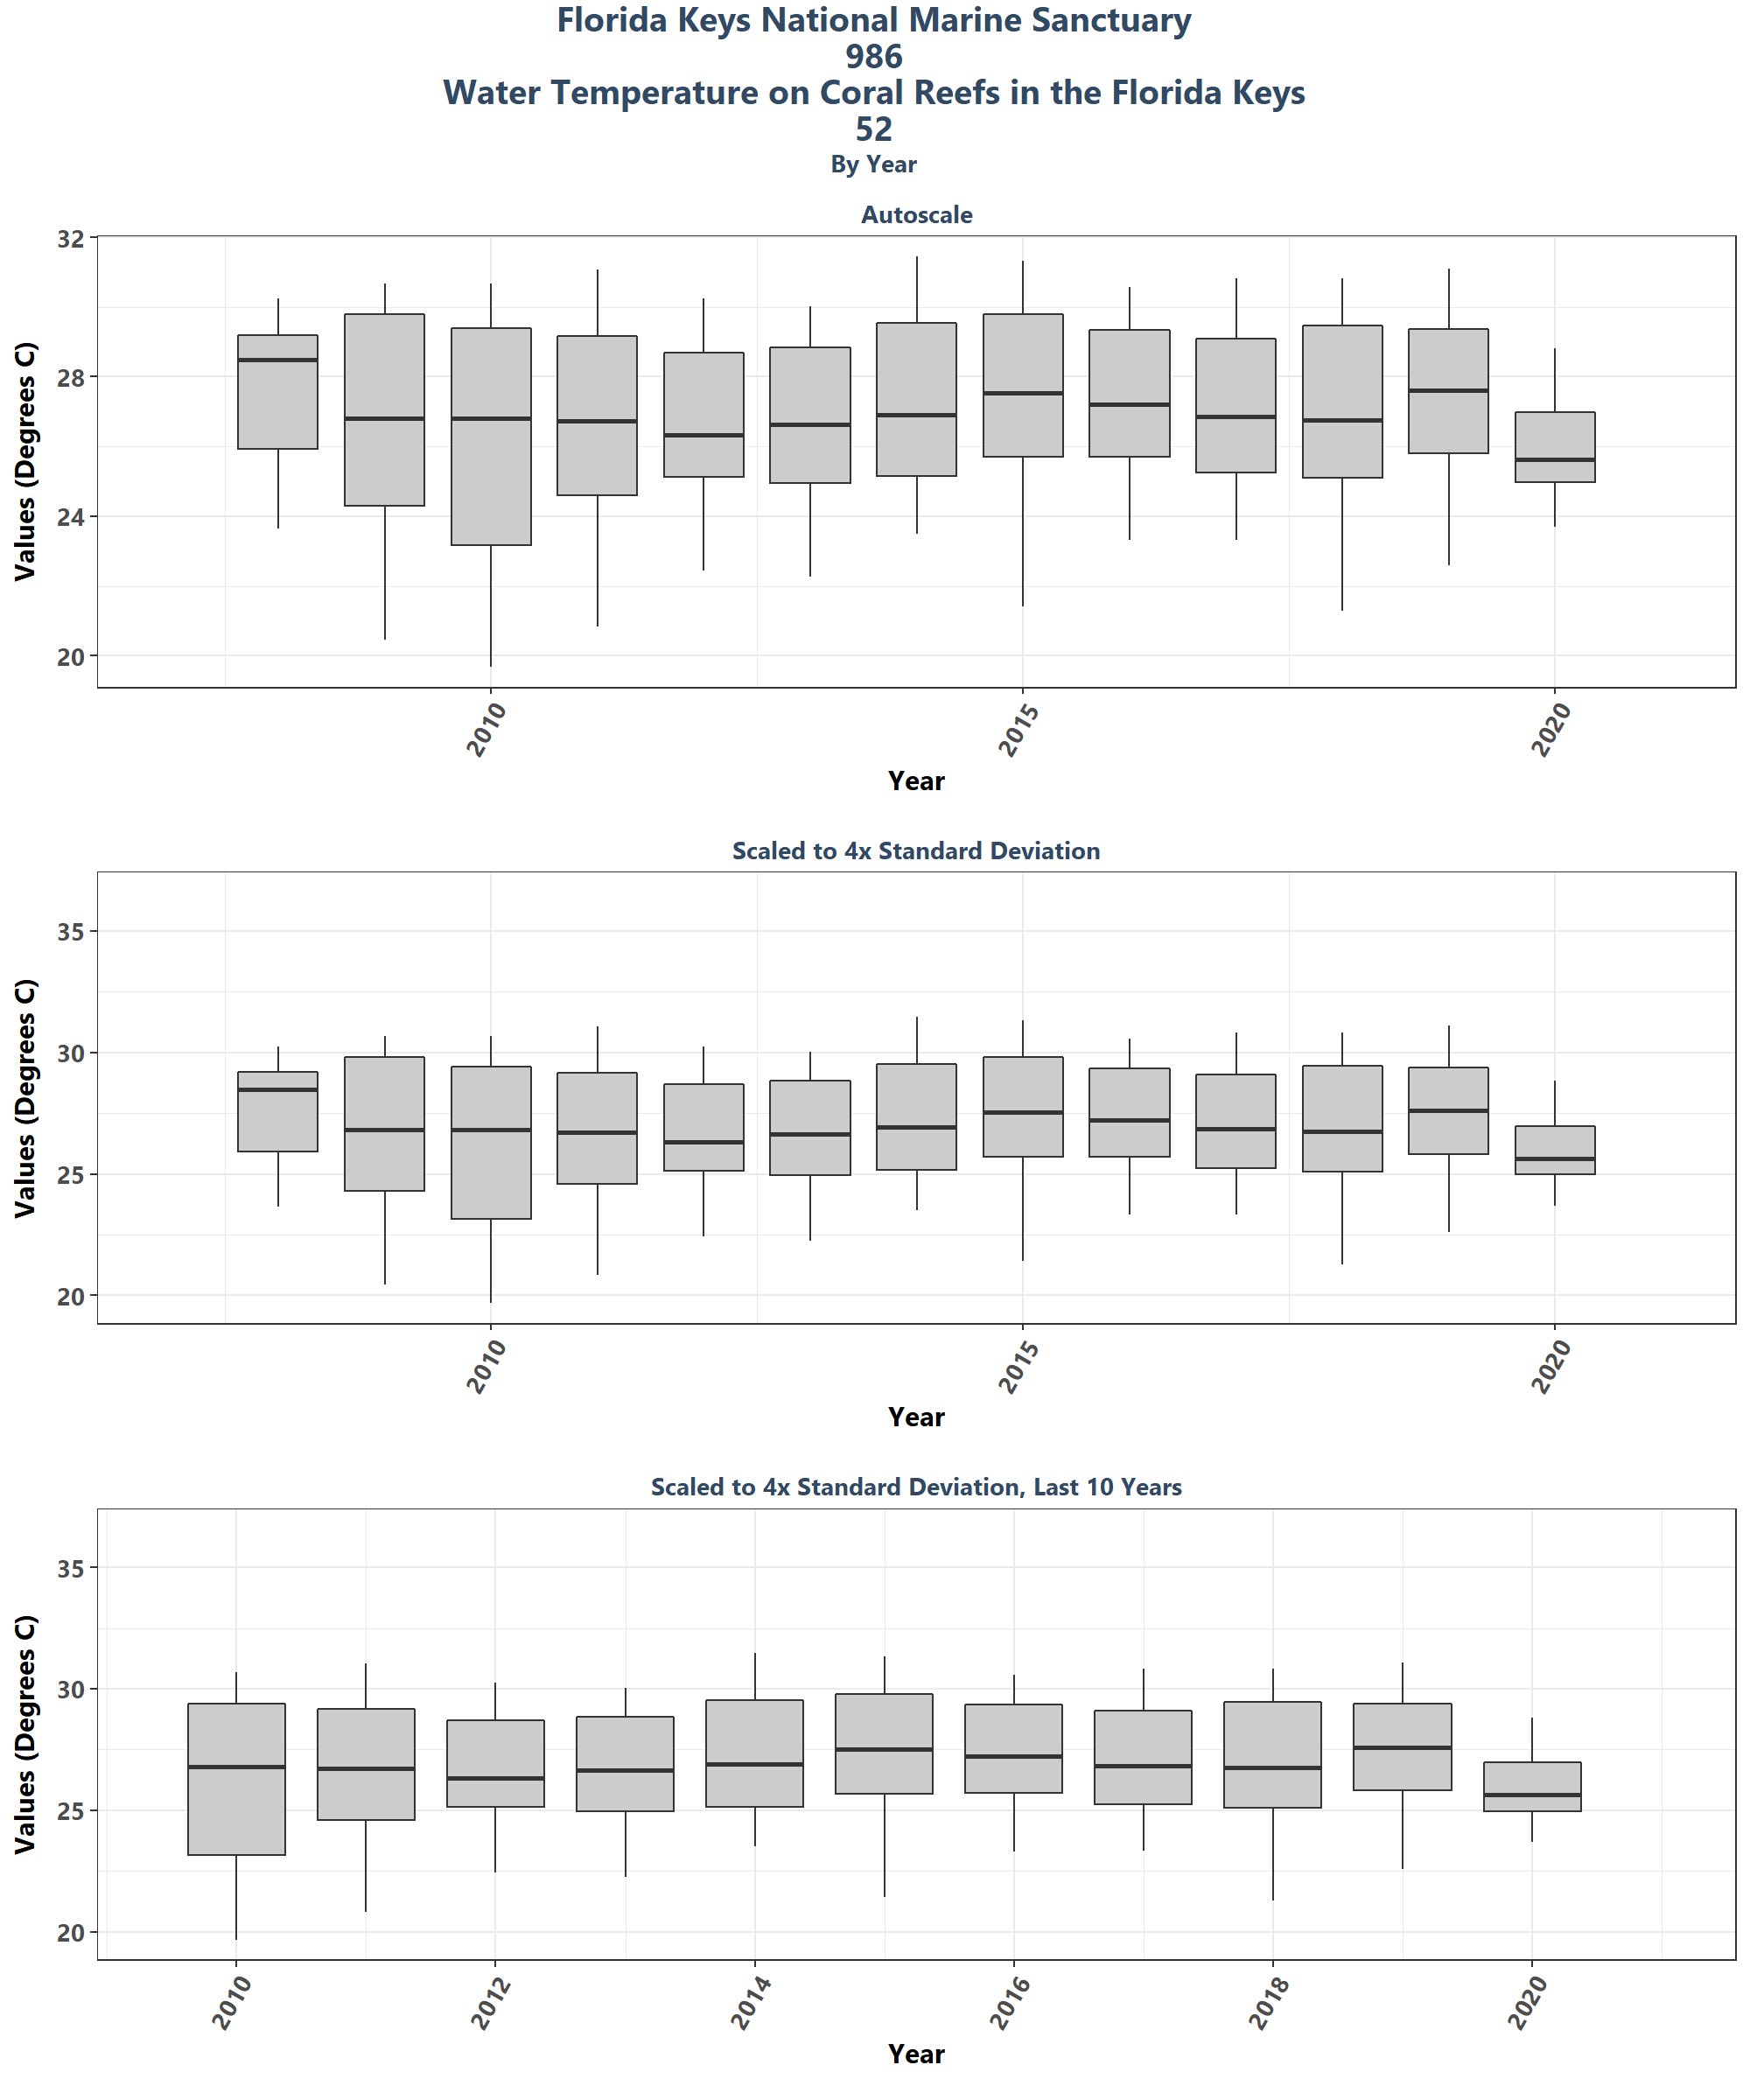 Florida Keys National Marine Sanctuary
986
Water Temperature on Coral Reefs in the Florida Keys
52
By Year
Autoscale
Values (Degrees C)
32
28
24
20
2010
2015
2020
Year
Scaled to 4x Standard Deviation
Values (Degrees C)
35
30
25
20
2010
2015
2020
Year
Scaled to 4x Standard Deviation, Last 10 Years
Values (Degrees C)
35
30
25
20
2010
2012
2014
2016
2018
2020
Year